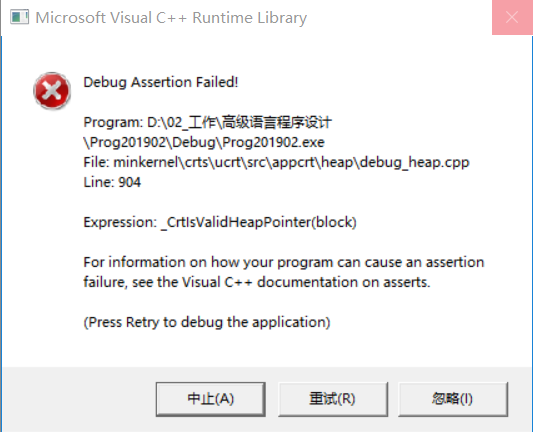 Microsoft Visual C++ Runtime Library
Debug Assertion Failed!
Program: D:\02_工作\高级语言程序设计
\Prog201902\Debug\Prog201902.exe
File: minkernel\crts\ucrt\src\appcrt\heap\debug_heap.cpp
Line: 904
Expression: _CrtIsValidHeapPointer(block)
For information on how your program can cause an assertion
failure, see the Visual C++ documentation on asserts.
(Press Retry to debug the application)
中止(A)
重试(R)
忽略(I)